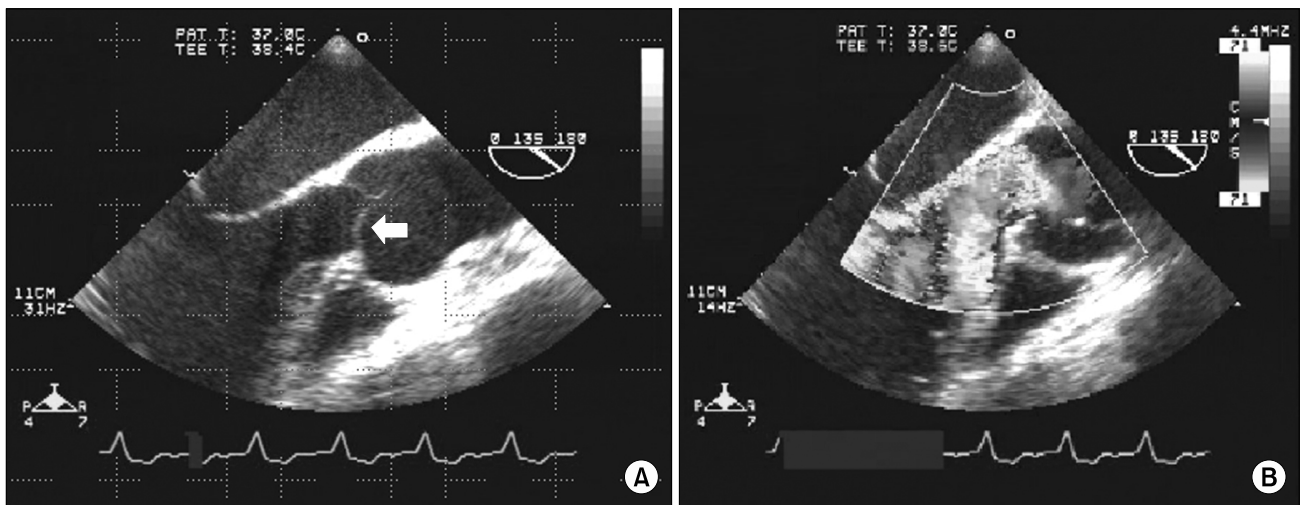 PAT T: 37.0C
TEE T: 38.4C
0 135 180
11CM
31HZ
P R
4 7
A
PAT T: 37.0C
TEE T: 38.6C
4.4MHZ
71
CM/S
0 135 180
71
11CM
14HZ
P R
4 7
B